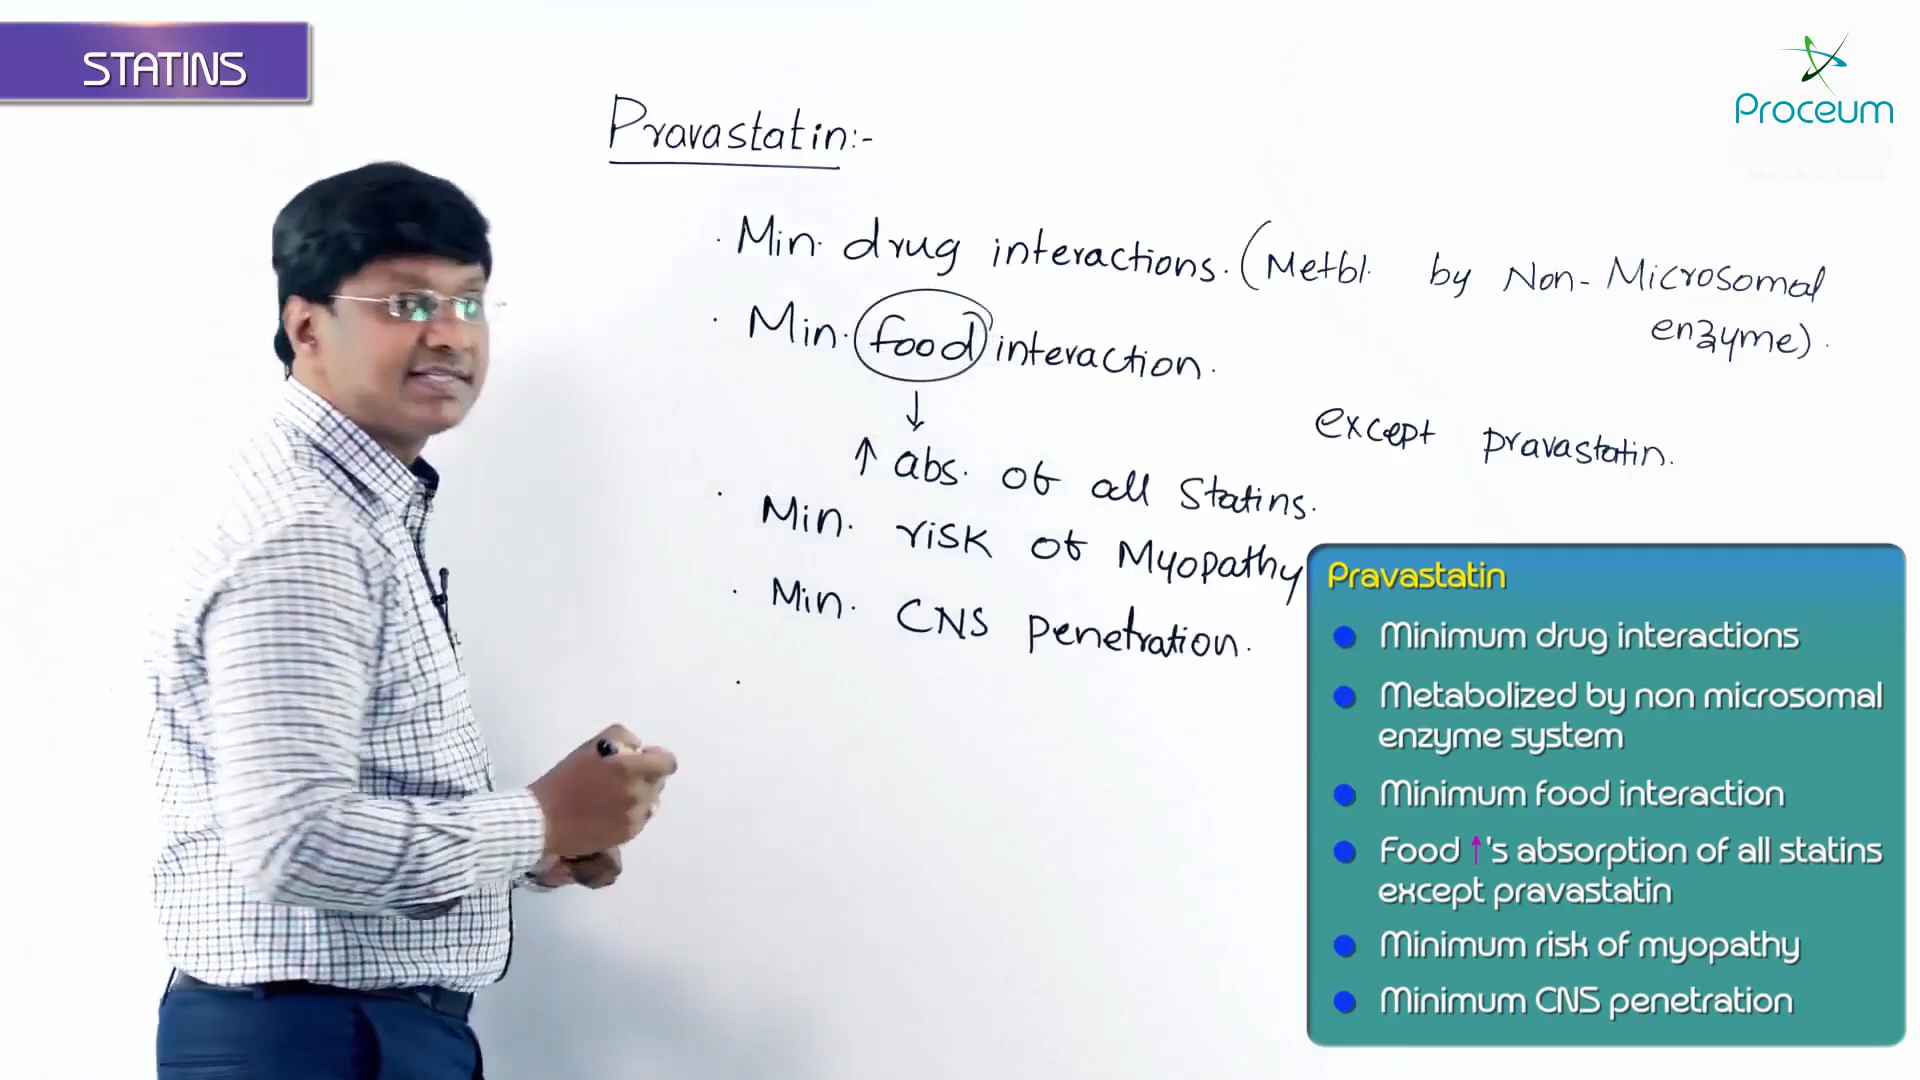 STATINS
Proceum
Pravastatin:-
· Min. drug interactions. (Metbl. by Non-Microsomal
enzyme).
· Min. food interaction.
↓
except pravastatin.
↑ abs. of all Statins.
· Min. risk of Myopathy
· Min. CNS penetration.
·
Pravastatin
● Minimum drug interactions
● Metabolized by non microsomal
enzyme system
● Minimum food interaction
● Food ↑'s absorption of all statins
except pravastatin
● Minimum risk of myopathy
● Minimum CNS penetration